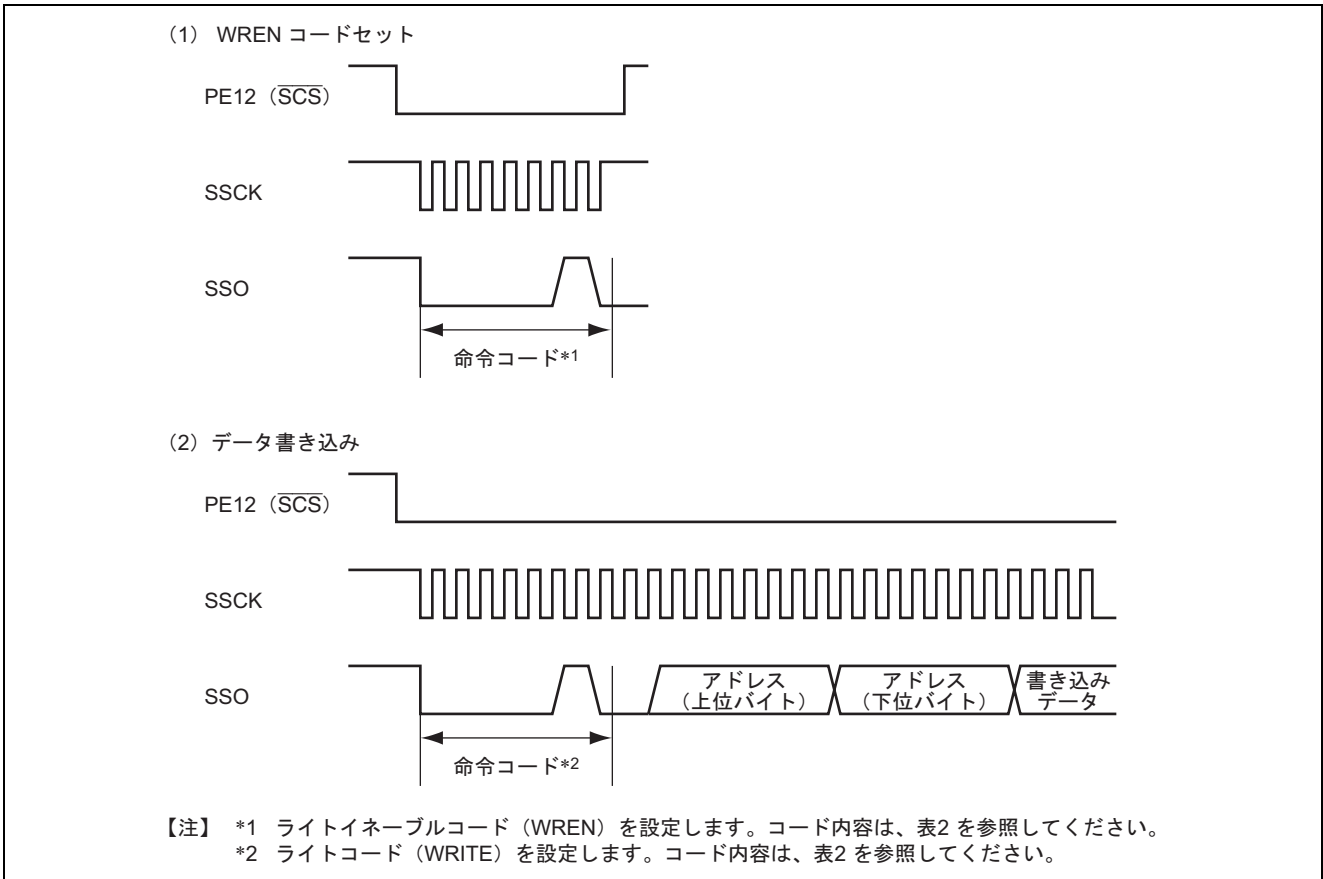 （1） WREN コードセット
PE12（SCS）
SSCK
SSO
命令コード*1
（2）データ書き込み
PE12（SCS）
SSCK
SSO
アドレス
（上位バイト）
アドレス
（下位バイト）
書き込み
データ
命令コード*2
【注】 *1 ライトイネーブルコード（WREN）を設定します。コード内容は、表2 を参照してください。
*2 ライトコード（WRITE）を設定します。コード内容は、表2 を参照してください。